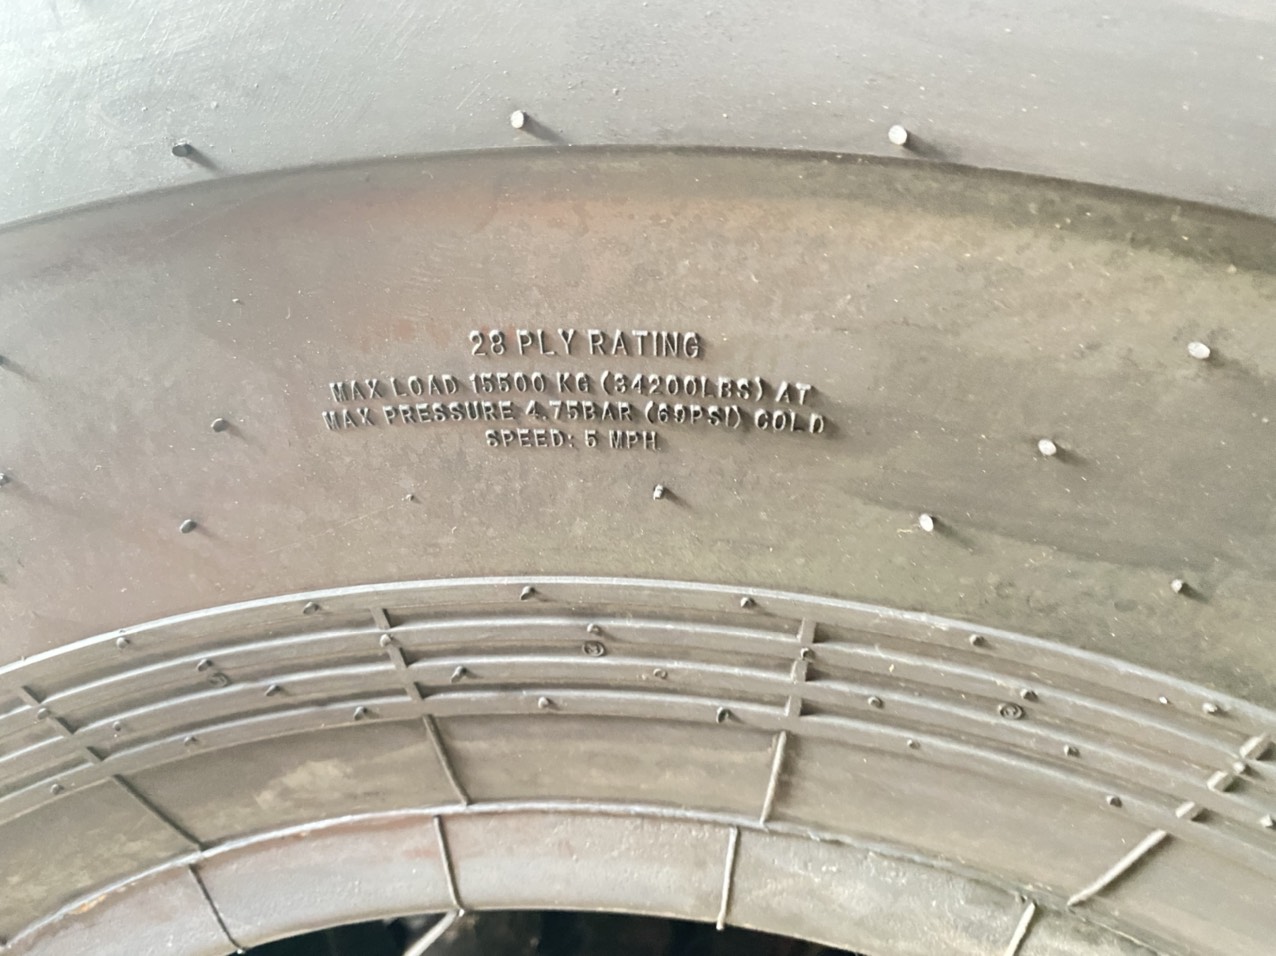 28 PLY RATING
MAX LOAD 15500 KG (34200LBS) AT
MAX PRESSURE 4.75BAR (69PSI) COLD
SPEED: 5 MPH